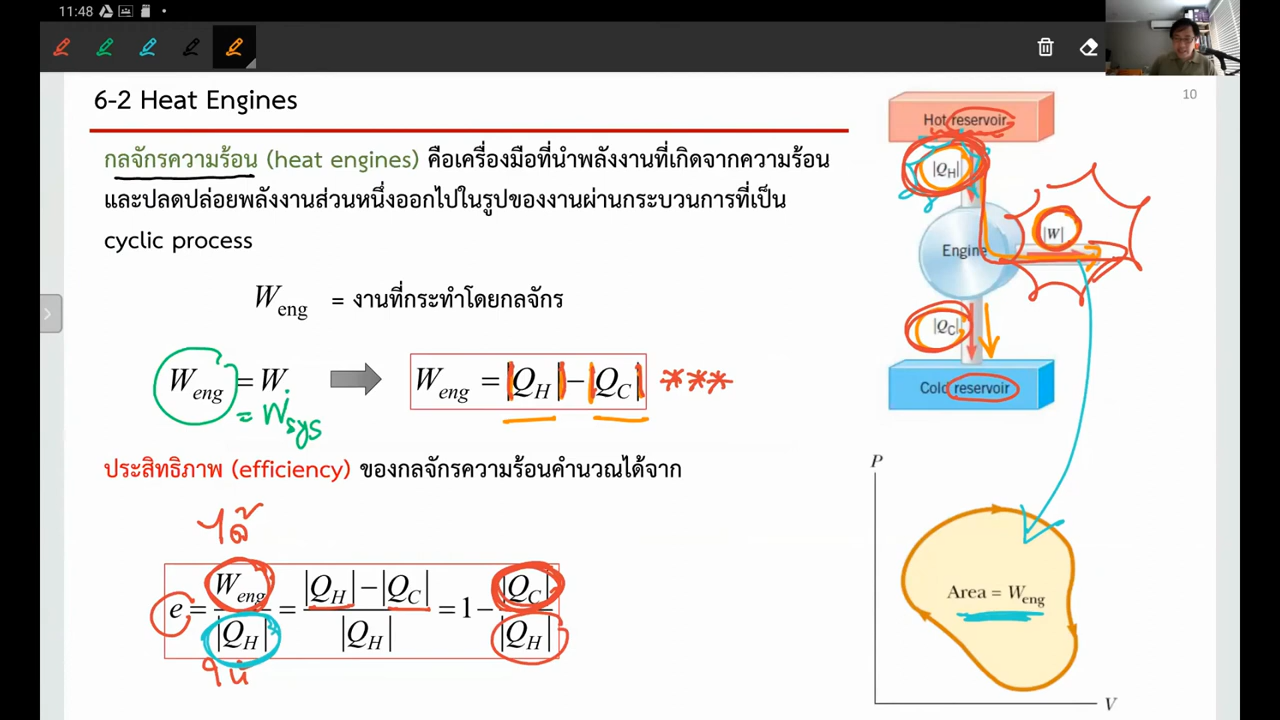 11:48
6-2 Heat Engines
10
กลจักรความร้อน (heat engines) คือเครื่องมือที่นำพลังงานที่เกิดจากความร้อน
และปลดปล่อยพลังงานส่วนหนึ่งออกไปในรูปของงานผ่านกระบวนการที่เป็น
cyclic process
W_eng = งานที่กระทำโดยกลจักร
W_eng = W
= W_sys
W_eng = |Q_H| − |Q_C| ***
ประสิทธิภาพ (efficiency) ของกลจักรความร้อนคำนวณได้จาก
ได้
e = W_eng / |Q_H| = (|Q_H| − |Q_C|) / |Q_H| = 1 − |Q_C| / |Q_H|
ให้
Hot reservoir
|Q_H|
|W|
Engine
|Q_C|
Cold reservoir
P
Area = W_eng
V